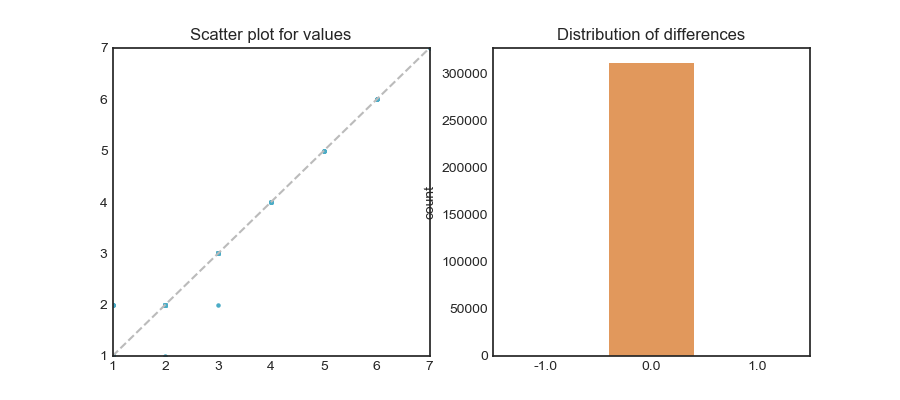 Scatter plot for values
7
6
5
4
3
2
1
1 2 3 4 5 6 7
Distribution of differences
count
300000
250000
200000
150000
100000
50000
0
-1.0 0.0 1.0